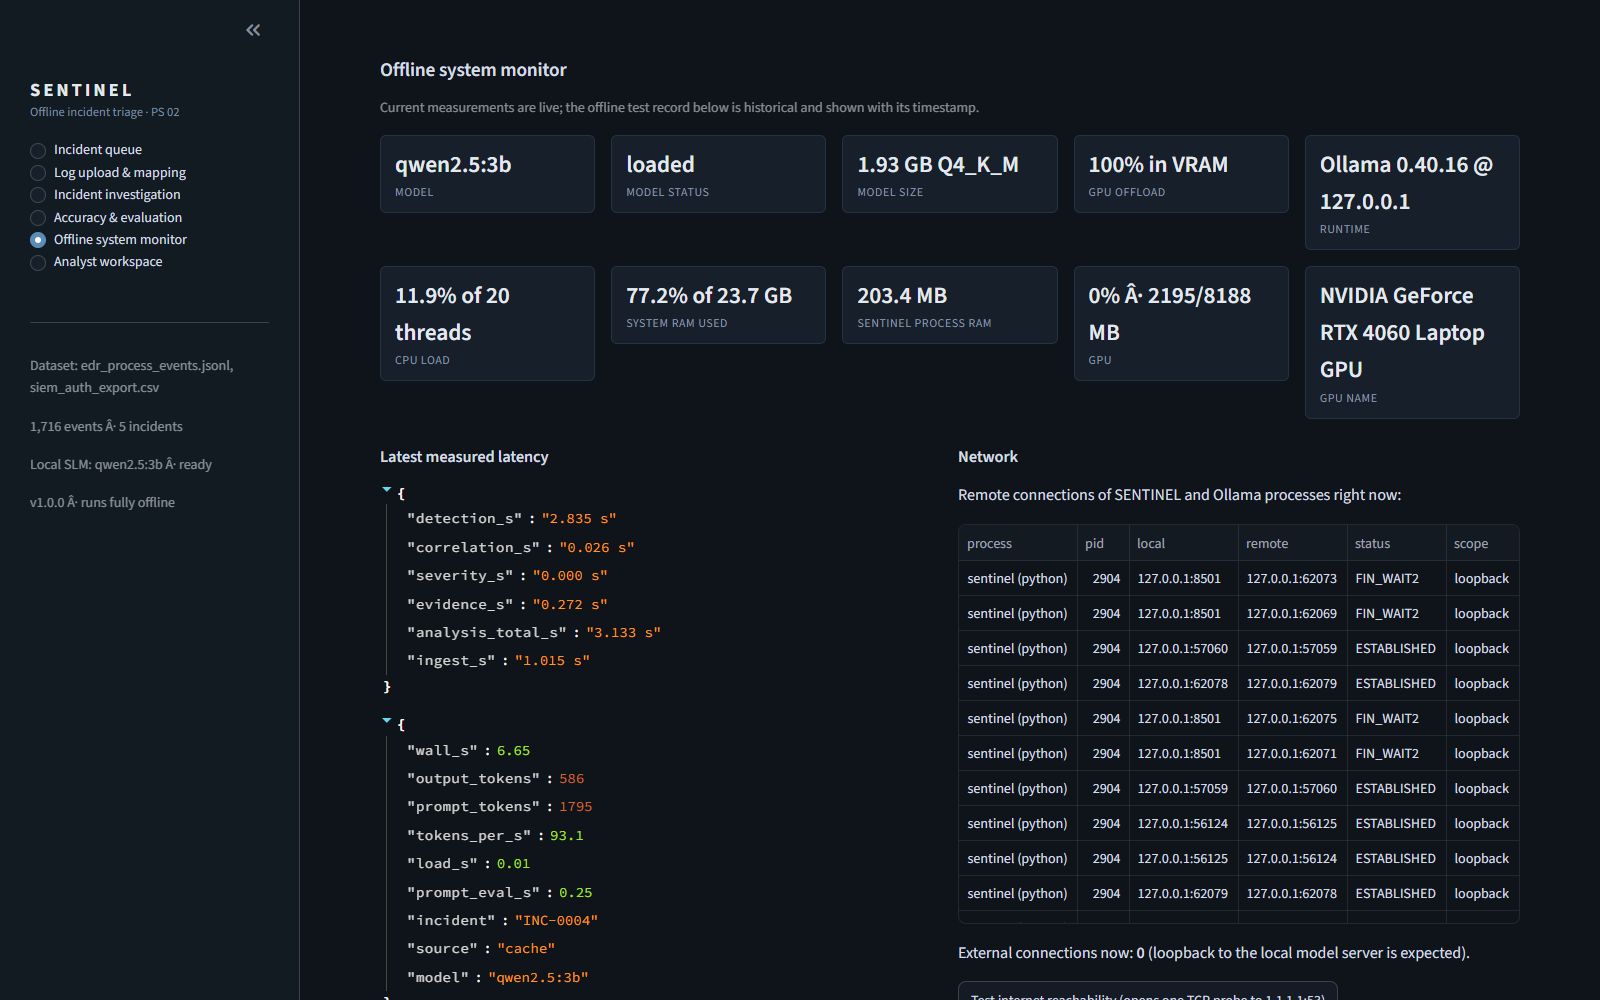 SENTINEL
Offline incident triage · PS 02
Incident queue
Log upload & mapping
Incident investigation
Accuracy & evaluation
Offline system monitor
Analyst workspace
Dataset: edr_process_events.jsonl,
siem_auth_export.csv
1,716 events Â· 5 incidents
Local SLM: qwen2.5:3b Â· ready
v1.0.0 Â· runs fully offline
Offline system monitor
Current measurements are live; the offline test record below is historical and shown with its timestamp.
qwen2.5:3b
MODEL
loaded
MODEL STATUS
1.93 GB Q4_K_M
MODEL SIZE
100% in VRAM
GPU OFFLOAD
Ollama 0.40.16 @
127.0.0.1
RUNTIME
11.9% of 20
threads
CPU LOAD
77.2% of 23.7 GB
SYSTEM RAM USED
203.4 MB
SENTINEL PROCESS RAM
0% Â· 2195/8188
MB
GPU
NVIDIA GeForce
RTX 4060 Laptop
GPU
GPU NAME
Latest measured latency
{
"detection_s" : "2.835 s"
"correlation_s" : "0.026 s"
"severity_s" : "0.000 s"
"evidence_s" : "0.272 s"
"analysis_total_s" : "3.133 s"
"ingest_s" : "1.015 s"
}
{
"wall_s" : 6.65
"output_tokens" : 586
"prompt_tokens" : 1795
"tokens_per_s" : 93.1
"load_s" : 0.01
"prompt_eval_s" : 0.25
"incident" : "INC-0004"
"source" : "cache"
"model" : "qwen2.5:3b"
}
Network
Remote connections of SENTINEL and Ollama processes right now:
process pid local remote status scope
sentinel (python) 2904 127.0.0.1:8501 127.0.0.1:62073 FIN_WAIT2 loopback
sentinel (python) 2904 127.0.0.1:8501 127.0.0.1:62069 FIN_WAIT2 loopback
sentinel (python) 2904 127.0.0.1:57060 127.0.0.1:57059 ESTABLISHED loopback
sentinel (python) 2904 127.0.0.1:62078 127.0.0.1:62079 ESTABLISHED loopback
sentinel (python) 2904 127.0.0.1:8501 127.0.0.1:62075 FIN_WAIT2 loopback
sentinel (python) 2904 127.0.0.1:8501 127.0.0.1:62071 FIN_WAIT2 loopback
sentinel (python) 2904 127.0.0.1:57059 127.0.0.1:57060 ESTABLISHED loopback
sentinel (python) 2904 127.0.0.1:56124 127.0.0.1:56125 ESTABLISHED loopback
sentinel (python) 2904 127.0.0.1:56125 127.0.0.1:56124 ESTABLISHED loopback
sentinel (python) 2904 127.0.0.1:62079 127.0.0.1:62078 ESTABLISHED loopback
External connections now: 0 (loopback to the local model server is expected).
Test internet reachability (opens one TCP probe to 1.1.1.1:53)